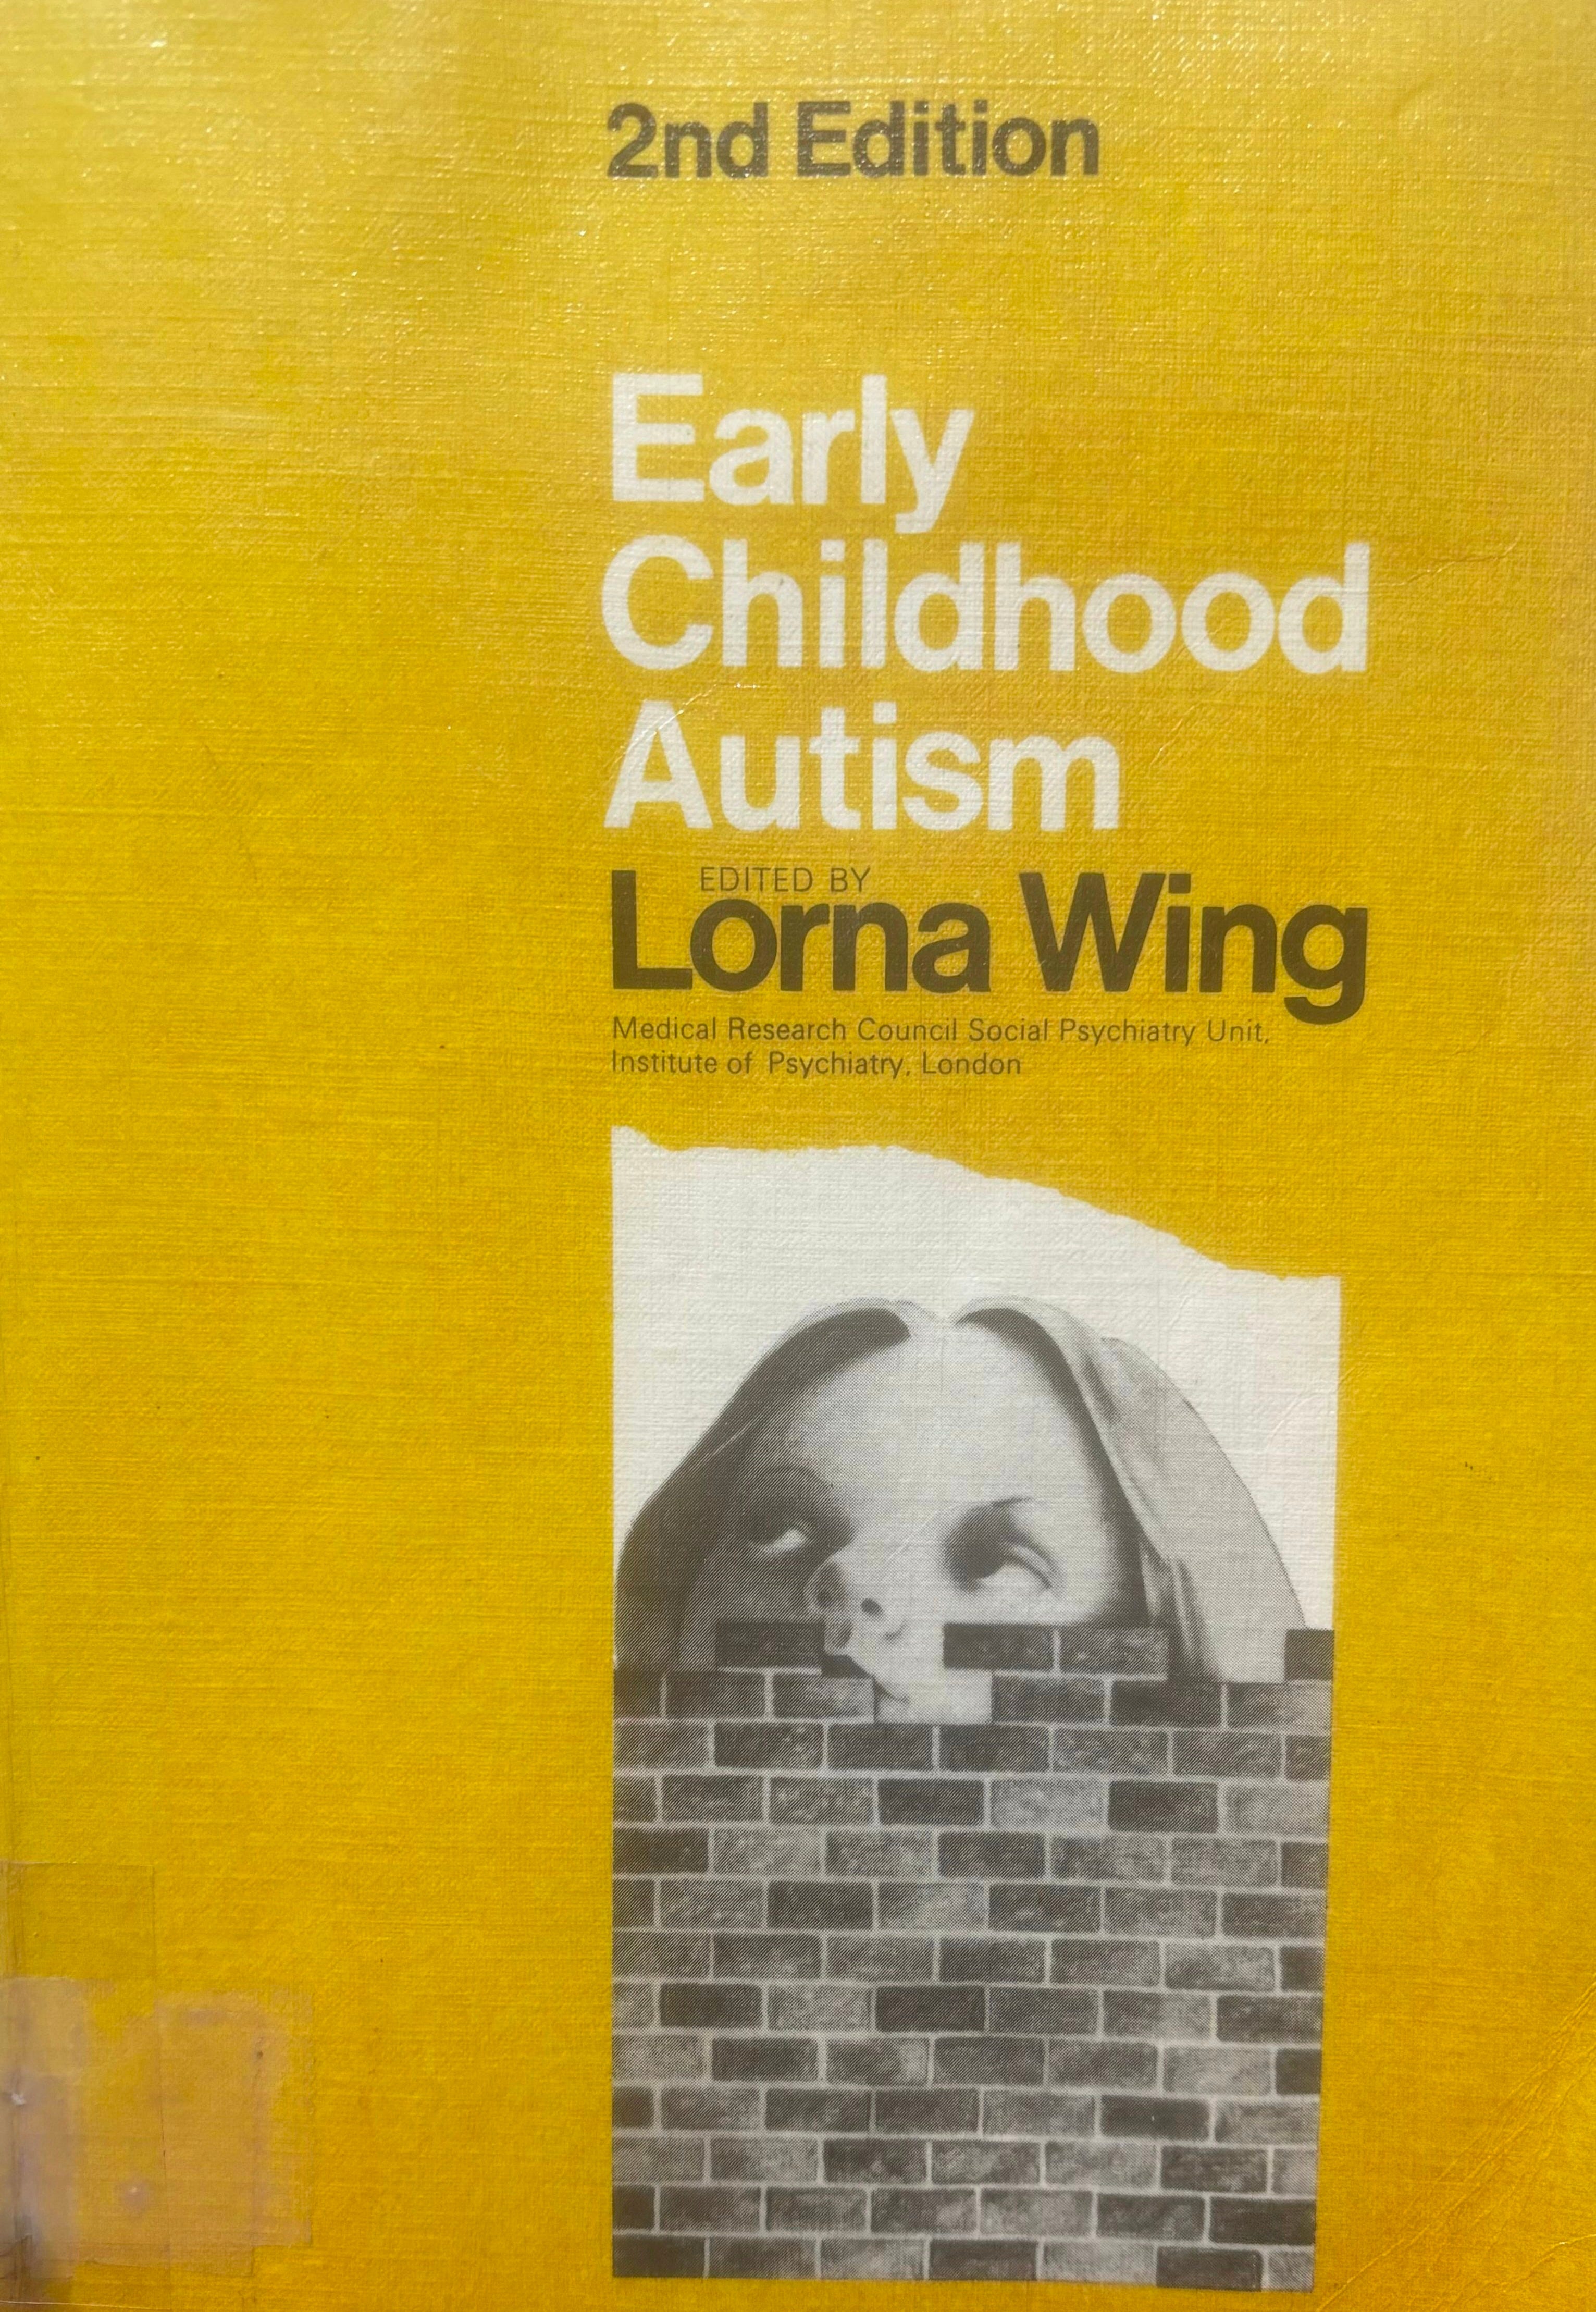 2nd Edition
Early
Childhood
Autism
EDITED BY
Lorna Wing
Medical Research Council Social Psychiatry Unit,
Institute of Psychiatry, London